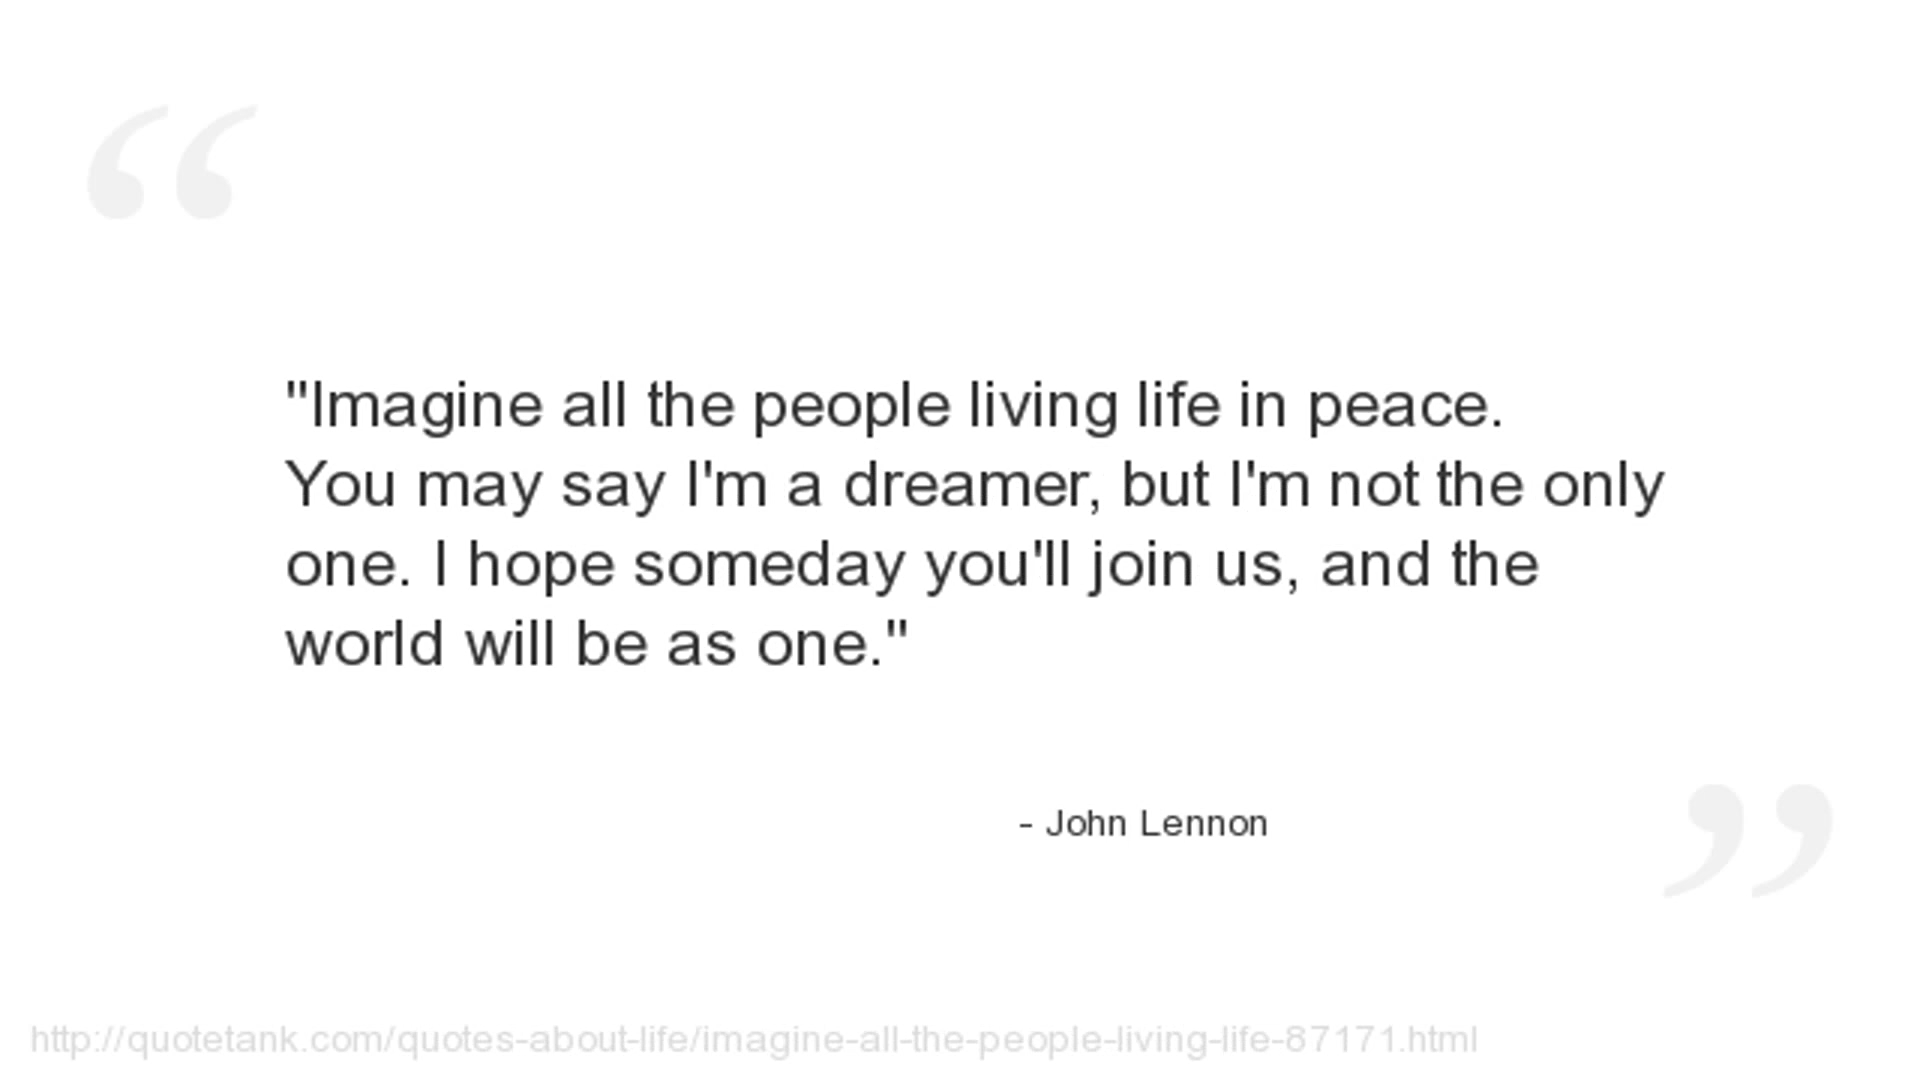 "Imagine all the people living life in peace.
You may say I'm a dreamer, but I'm not the only
one. I hope someday you'll join us, and the
world will be as one."
- John Lennon
http://quotetank.com/quotes-about-life/imagine-all-the-people-living-life-87171.html